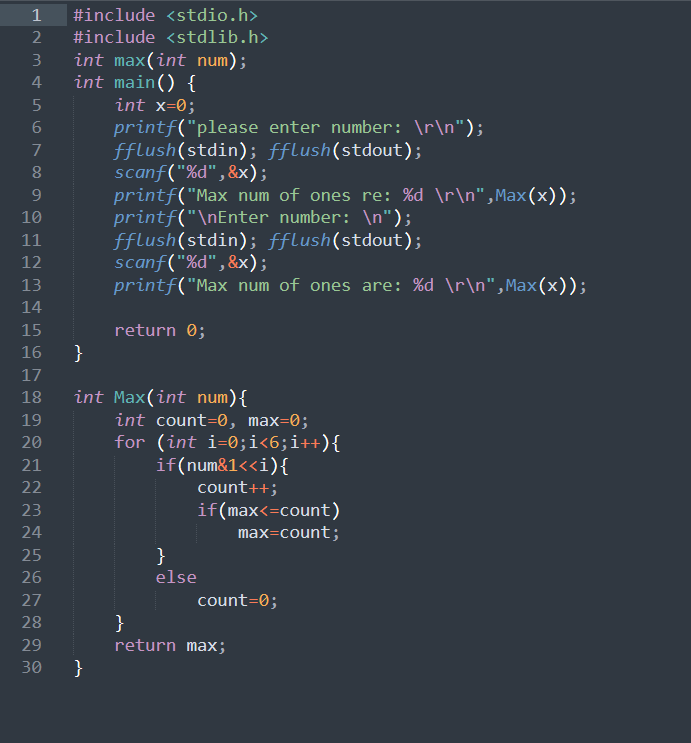 1 #include <stdio.h>
2 #include <stdlib.h>
3 int max(int num);
4 int main() {
5     int x=0;
6     printf("please enter number: \r\n");
7     fflush(stdin); fflush(stdout);
8     scanf("%d",&x);
9     printf("Max num of ones re: %d \r\n",Max(x));
10     printf("\nEnter number: \n");
11     fflush(stdin); fflush(stdout);
12     scanf("%d",&x);
13     printf("Max num of ones are: %d \r\n",Max(x));
14
15     return 0;
16 }
17
18 int Max(int num){
19     int count=0, max=0;
20     for (int i=0;i<6;i++){
21         if(num&1<<i){
22             count++;
23             if(max<=count)
24                 max=count;
25         }
26         else
27             count=0;
28     }
29     return max;
30 }